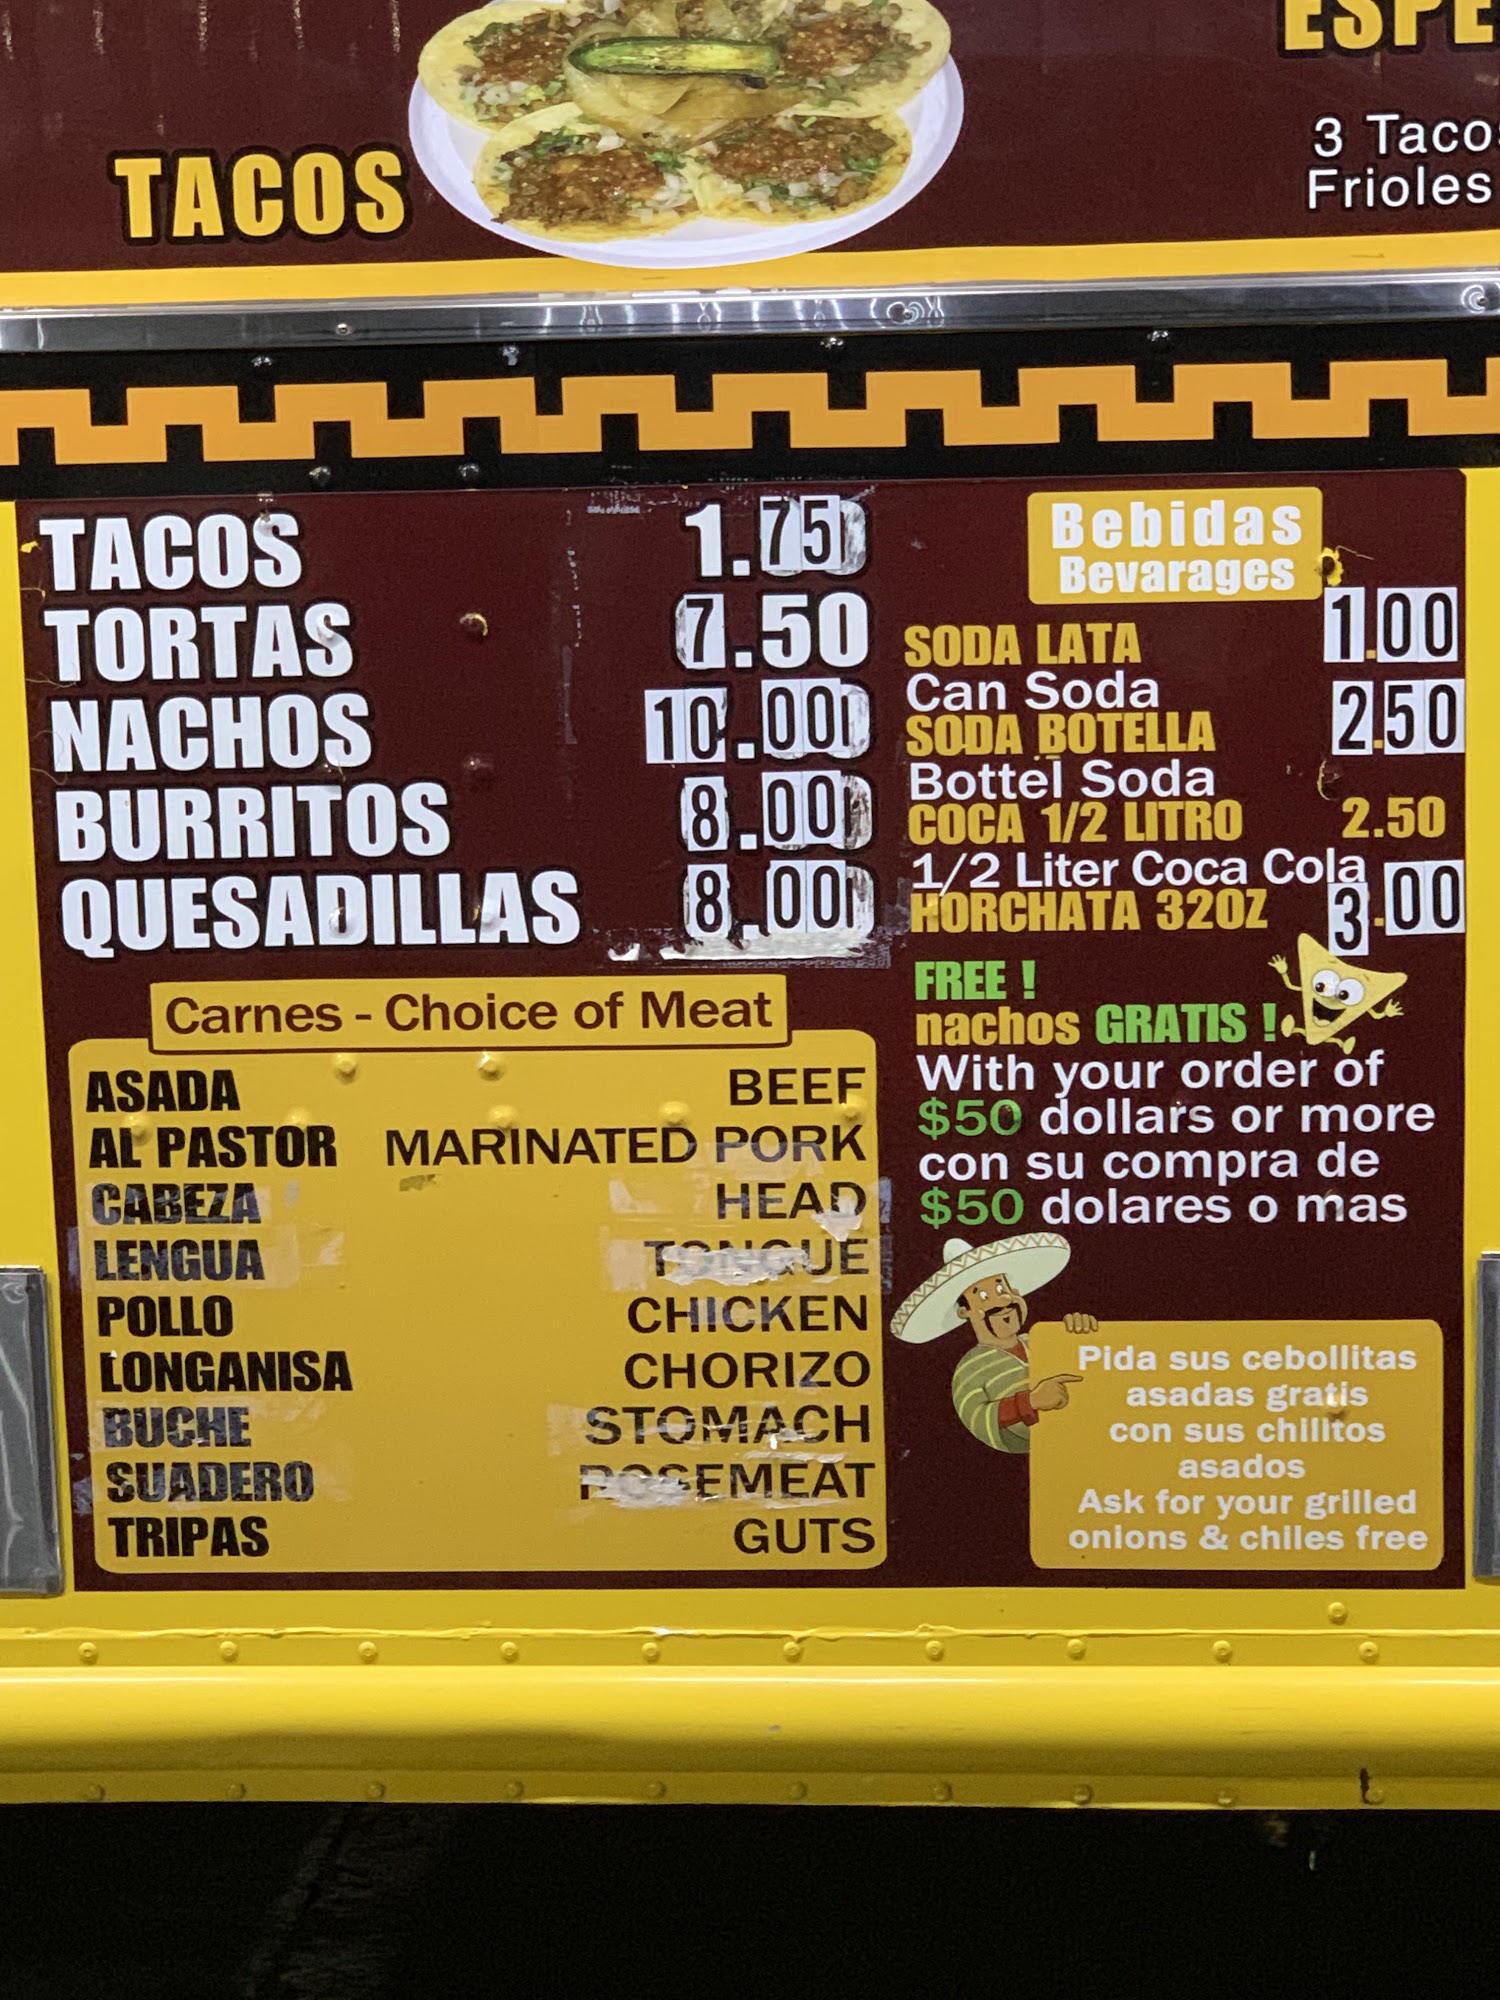 ESPE
3 Taco
Frioles
TACOS
TACOS 1.75
TORTAS 7.50
NACHOS 10.00
BURRITOS 8.00
QUESADILLAS 8.00
Carnes - Choice of Meat
ASADA BEEF
AL PASTOR MARINATED PORK
CABEZA HEAD
LENGUA TONGUE
POLLO CHICKEN
LONGANISA CHORIZO
BUCHE STOMACH
SUADERO ROSEMEAT
TRIPAS GUTS
Bebidas
Bevarages
SODA LATA 1.00
Can Soda
SODA BOTELLA 2.50
Bottel Soda
COCA 1/2 LITRO 2.50
1/2 Liter Coca Cola
HORCHATA 32OZ 3.00
FREE !
nachos GRATIS !
With your order of
$50 dollars or more
con su compra de
$50 dolares o mas
Pida sus cebollitas
asadas gratis
con sus chilitos
asados
Ask for your grilled
onions & chiles free